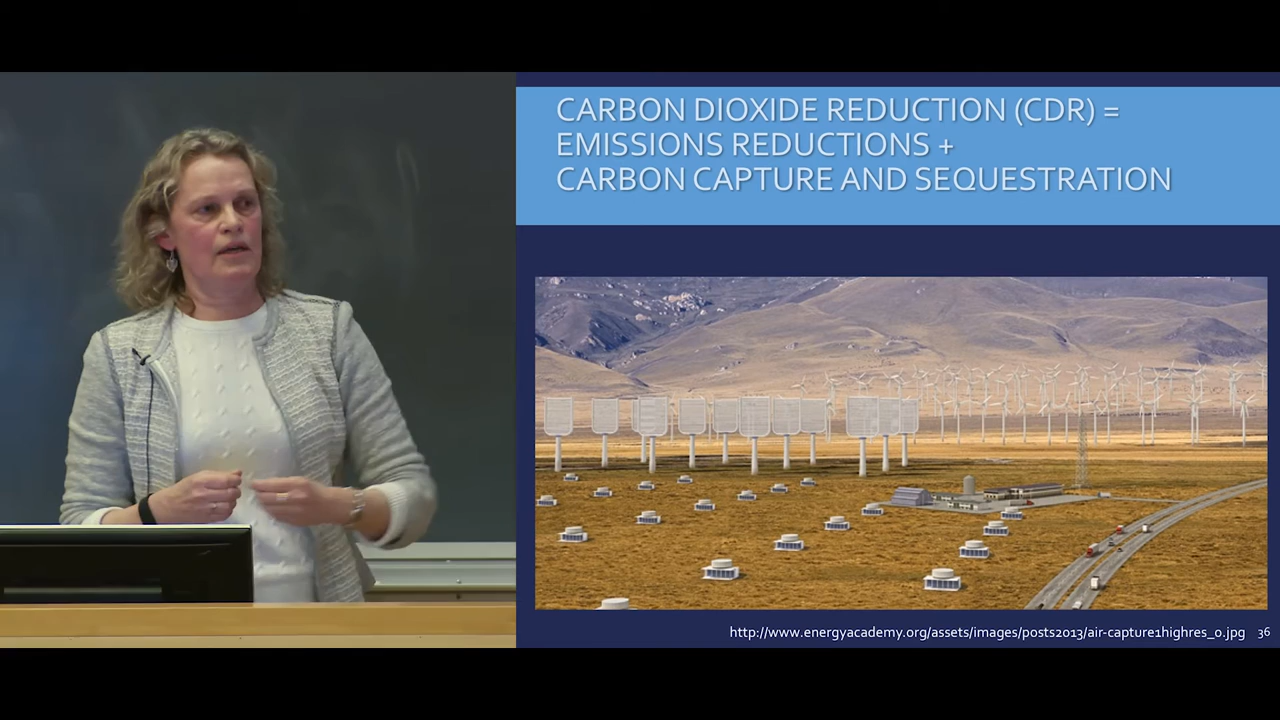 CARBON DIOXIDE REDUCTION (CDR) =
EMISSIONS REDUCTIONS +
CARBON CAPTURE AND SEQUESTRATION
http://www.energyacademy.org/assets/images/posts2013/air-capture1highres_0.jpg 36